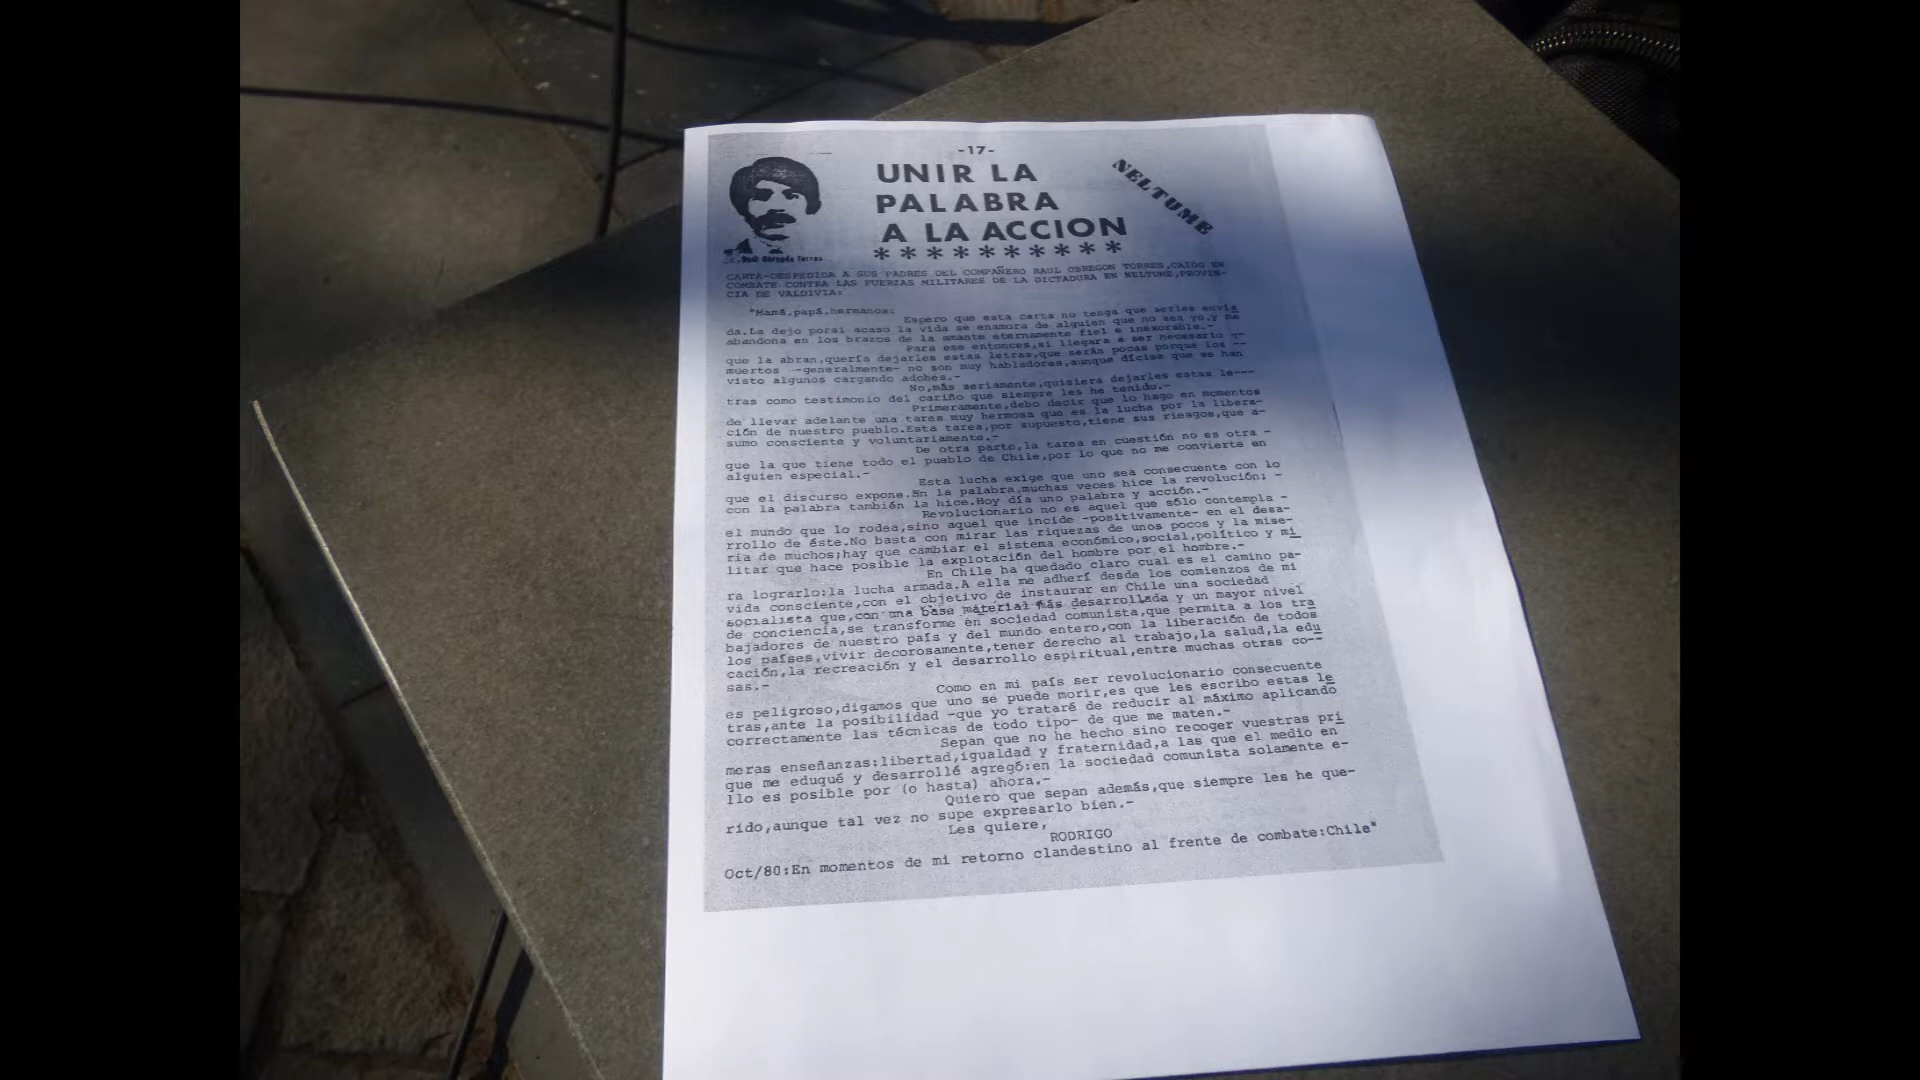 -17-
UNIR LA
PALABRA
A LA ACCION
**********
NELTUME
Raúl Obregón Torres
CARTA-DESPEDIDA A SUS PADRES DEL COMPAÑERO RAUL OBREGON TORRES,CAIDO EN
COMBATE CONTRA LAS FUERZAS MILITARES DE LA DICTADURA EN NELTUME,PROVIN-
CIA DE VALDIVIA:
"Mamá,papá,hermanos:
Espero que esta carta no tenga que serles envia
da.La dejo porsi acaso la vida se enamora de alguien que no sea yo,y me
abandona en los brazos de la amante eternamente fiel e inexorable.-
Para ese entonces,si llegara a ser necesario q-
que la abran,quería dejarles estas letras,que serán pocas porque los --
muertos -generalmente- no son muy habladores,aunque dícise que se han
visto algunos cargando adobes.-
No,más seriamente,quisiera dejarles estas le---
tras como testimonio del cariño que siempre les he tenido.-
Primeramente,debo decir que lo hago en momentos
de llevar adelante una tarea muy hermosa que es la lucha por la libera-
ción de nuestro pueblo.Esta tarea,por supuesto,tiene sus riesgos,que a-
sumo consciente y voluntariamente.-
De otra parte,la tarea en cuestión no es otra -
que la que tiene todo el pueblo de Chile,por lo que no me convierte en
alguien especial.-
Esta lucha exige que uno sea consecuente con lo
que el discurso expone.En la palabra,muchas veces hice la revolución; -
con la palabra también la hice.Hoy día uno palabra y acción.-
Revolucionario no es aquel que sólo contempla -
el mundo que lo rodea,sino aquel que incide -positivamente- en el desa-
rrollo de éste.No basta con mirar las riquezas de unos pocos y la mise-
ria de muchos;hay que cambiar el sistema económico,social,político y mi
litar que hace posible la explotación del hombre por el hombre.-
En Chile ha quedado claro cual es el camino pa-
ra lograrlo:la lucha armada.A ella me adherí desde los comienzos de mi
vida consciente,con el objetivo de instaurar en Chile una sociedad
socialista que,con una base material más desarrollada y un mayor nivel
de conciencia,se transforme en sociedad comunista,que permita a los tra
bajadores de nuestro país y del mundo entero,con la liberación de todos
los países,vivir decorosamente,tener derecho al trabajo,la salud,la edu
cación,la recreación y el desarrollo espiritual,entre muchas otras co--
sas.-
Como en mi país ser revolucionario consecuente
es peligroso,digamos que uno se puede morir,es que les escribo estas le
tras,ante la posibilidad -que yo trataré de reducir al máximo aplicando
correctamente las técnicas de todo tipo- de que me maten.-
Sepan que no he hecho sino recoger vuestras pri
meras enseñanzas:libertad,igualdad y fraternidad,a las que el medio en
que me eduqué y desarrollé agregó:en la sociedad comunista solamente e-
llo es posible por (o hasta) ahora.-
Quiero que sepan además,que siempre les he que-
rido,aunque tal vez no supe expresarlo bien.-
Les quiere,
RODRIGO
Oct/80:En momentos de mi retorno clandestino al frente de combate:Chile"